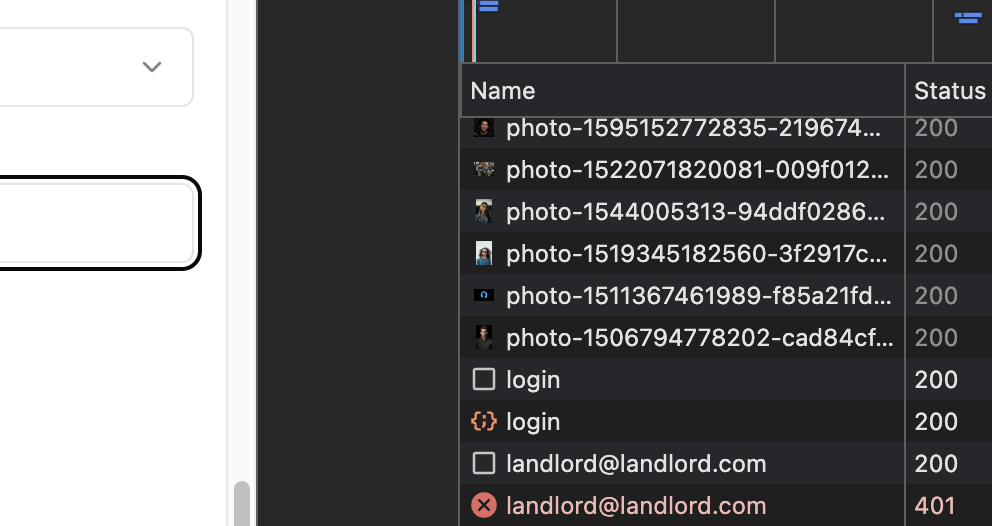 Name Status
photo-1595152772835-219674... 200
photo-1522071820081-009f012... 200
photo-1544005313-94ddf0286... 200
photo-1519345182560-3f2917c... 200
photo-1511367461989-f85a21fd... 200
photo-1506794778202-cad84cf... 200
login 200
login 200
landlord@landlord.com 200
landlord@landlord.com 401